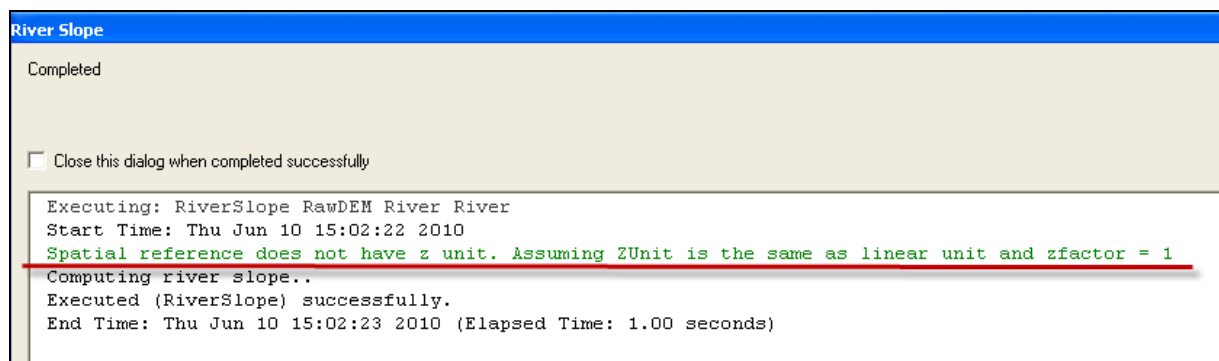 River Slope
Completed
Close this dialog when completed successfully
Executing: RiverSlope RawDEM River River
Start Time: Thu Jun 10 15:02:22 2010
Spatial reference does not have z unit. Assuming ZUnit is the same as linear unit and zfactor = 1
Computing river slope..
Executed (RiverSlope) successfully.
End Time: Thu Jun 10 15:02:23 2010 (Elapsed Time: 1.00 seconds)